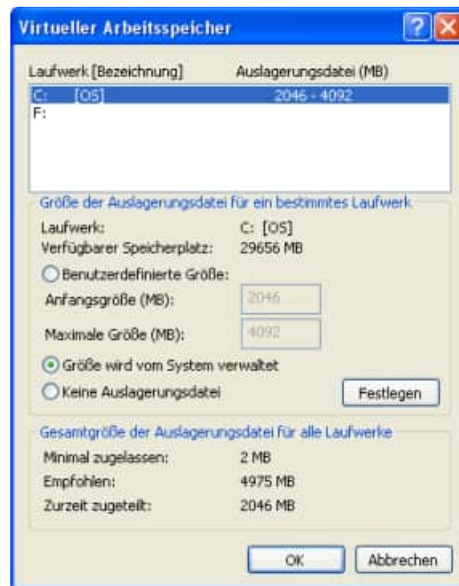 Virtueller Arbeitsspeicher
Laufwerk [Bezeichnung] Auslagerungsdatei (MB)
C: [OS] 2046 - 4092
F:
Größe der Auslagerungsdatei für ein bestimmtes Laufwerk
Laufwerk: C: [OS]
Verfügbarer Speicherplatz: 29656 MB
Benutzerdefinierte Größe:
Anfangsgröße (MB): 2046
Maximale Größe (MB): 4092
Größe wird vom System verwaltet
Keine Auslagerungsdatei Festlegen
Gesamtgröße der Auslagerungsdatei für alle Laufwerke
Minimal zugelassen: 2 MB
Empfohlen: 4975 MB
Zurzeit zugeteilt: 2046 MB
OK Abbrechen